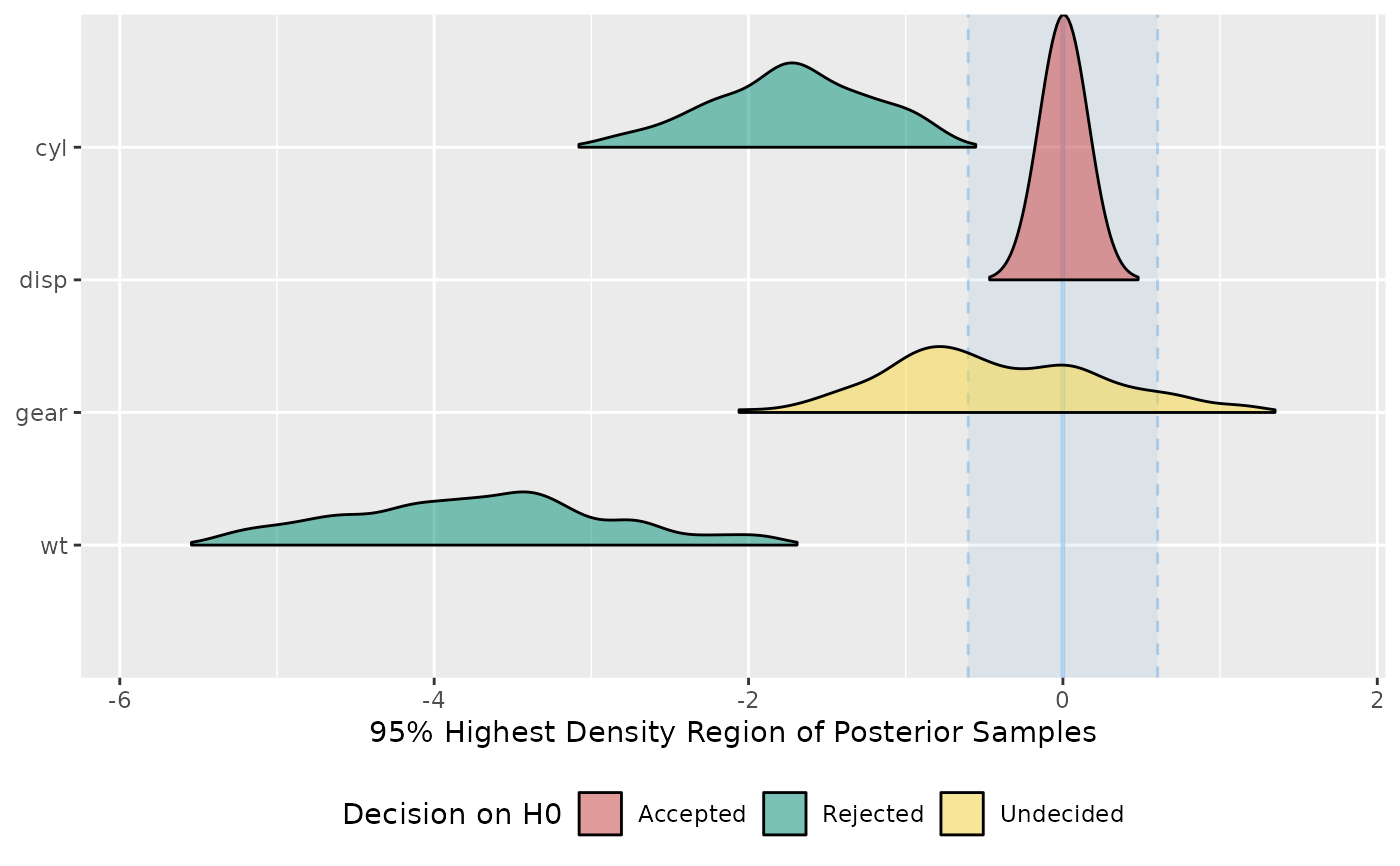 cyl
disp
gear
wt
-6 -4 -2 0 2
95% Highest Density Region of Posterior Samples
Decision on H0 Accepted Rejected Undecided